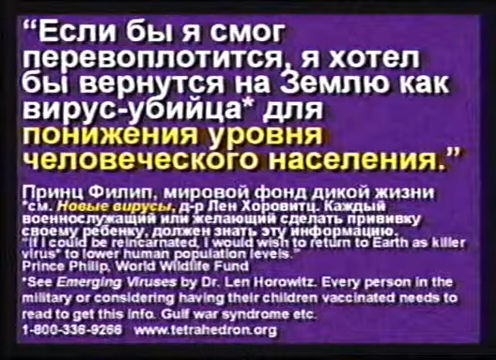 “Если бы я смог
перевоплотится, я хотел
бы вернутся на Землю как
вирус-убийца* для
понижения уровня
человеческого населения.”
Принц Филип, мировой фонд дикой жизни
*см. Новые вирусы, д-р Лен Хоровитц. Каждый
военнослужащий или желающий сделать прививку
своему ребенку, должен знать эту информацию.
“If I could be reincarnated, I would wish to return to Earth as killer
virus* to lower human population levels.”
Prince Philip, World Wildlife Fund
*See Emerging Viruses by Dr. Len Horowitz. Every person in the
military or considering having their children vaccinated needs to
read to get this info. Gulf war syndrome etc.
1-800-336-9266 www.tetrahedron.org